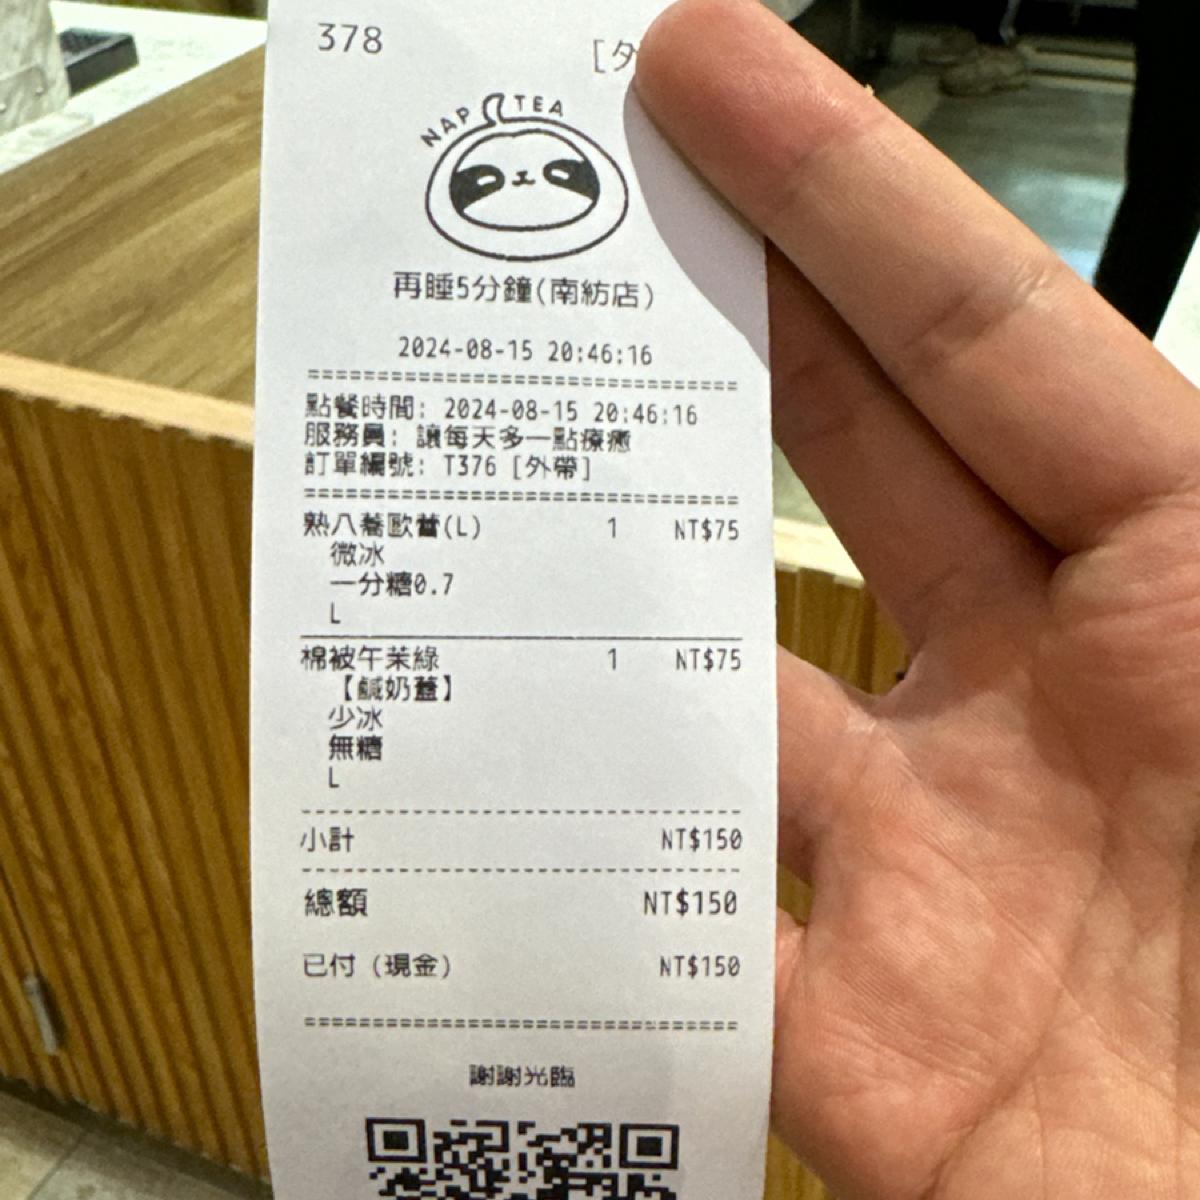 378
[外
NAP TEA
再睡5分鐘(南紡店)
2024-08-15 20:46:16
==============================
點餐時間: 2024-08-15 20:46:16
服務員: 讓每天多一點療癒
訂單編號: T376 [外帶]
==============================
熟八蕎歐蕾(L) 1 NT$75
微冰
一分糖0.7
L
棉被午茉綠 1 NT$75
【鹹奶蓋】
少冰
無糖
L
小計 NT$150
總額 NT$150
已付 (現金) NT$150
==============================
謝謝光臨